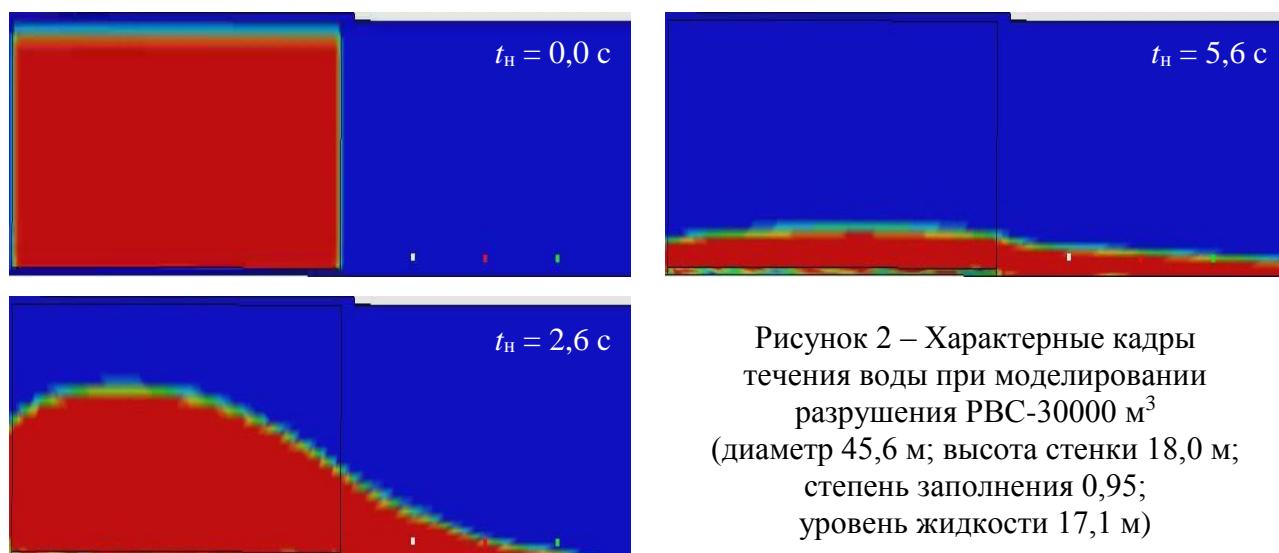 tн = 0,0 с
tн = 5,6 с
tн = 2,6 с
Рисунок 2 – Характерные кадры
течения воды при моделировании
разрушения РВС-30000 м³
(диаметр 45,6 м; высота стенки 18,0 м;
степень заполнения 0,95;
уровень жидкости 17,1 м)